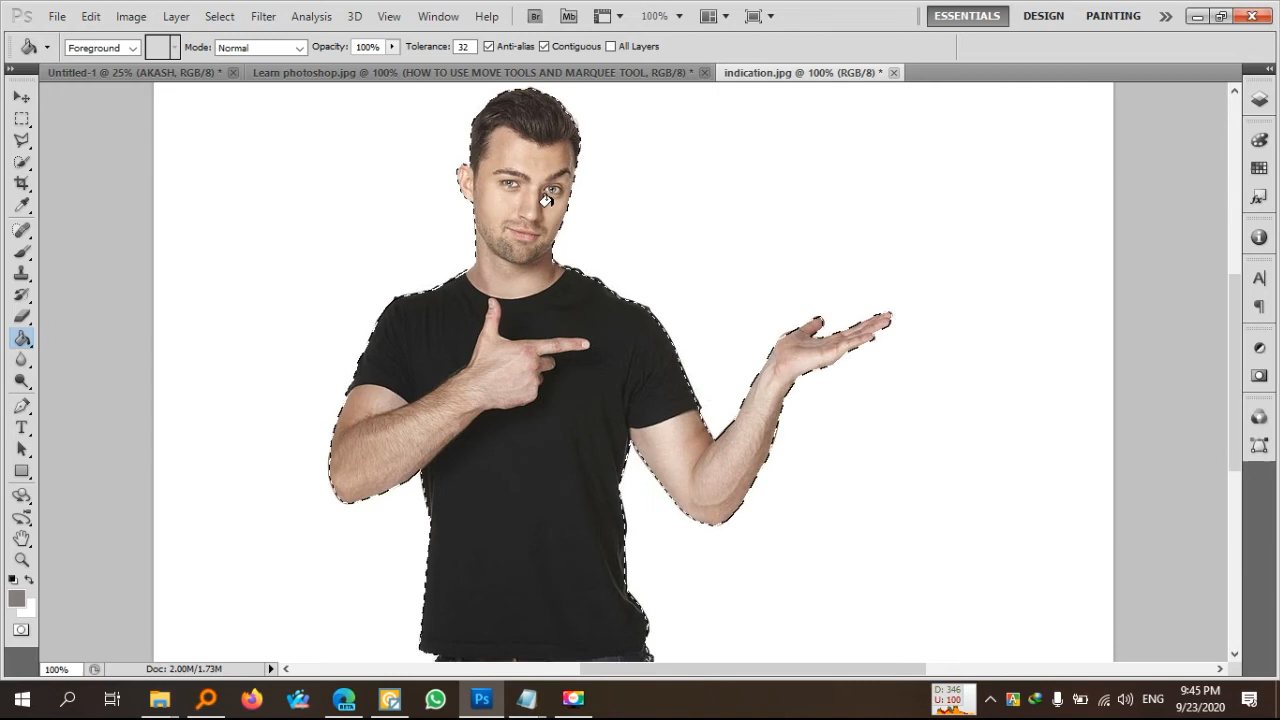 Ps File Edit Image Layer Select Filter Analysis 3D View Window Help Br Mb 100% ESSENTIALS DESIGN PAINTING
Foreground Mode: Normal Opacity: 100% Tolerance: 32 Anti-alias Contiguous All Layers
Untitled-1 @ 25% (AKASH, RGB/8) * Learn photoshop.jpg @ 100% (HOW TO USE MOVE TOOLS AND MARQUEE TOOL, RGB/8) * indication.jpg @ 100% (RGB/8) *
100% Doc: 2.00M/1.73M
Ps D: 346 ENG 9:45 PM
U: 100 9/23/2020